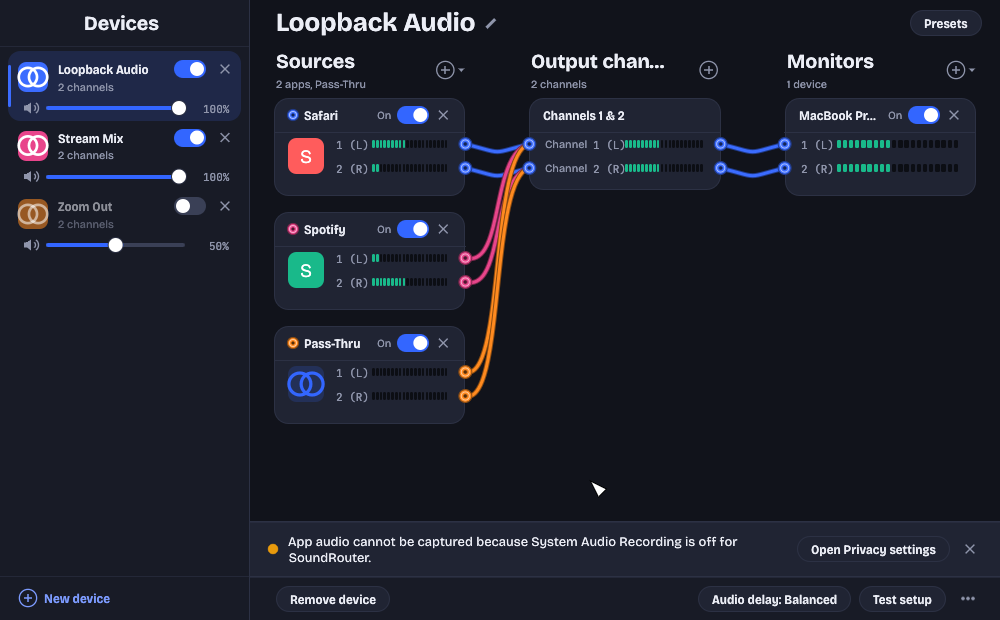 Devices
Loopback Audio
2 channels
100%
Stream Mix
2 channels
100%
Zoom Out
2 channels
50%
New device
Loopback Audio
Presets
Sources
2 apps, Pass-Thru
Output chan...
2 channels
Monitors
1 device
Safari On
S
1 (L)
2 (R)
Spotify On
S
1 (L)
2 (R)
Pass-Thru On
1 (L)
2 (R)
Channels 1 & 2
Channel 1 (L)
Channel 2 (R)
MacBook Pr... On
1 (L)
2 (R)
App audio cannot be captured because System Audio Recording is off for
SoundRouter.
Open Privacy settings
Remove device
Audio delay: Balanced
Test setup